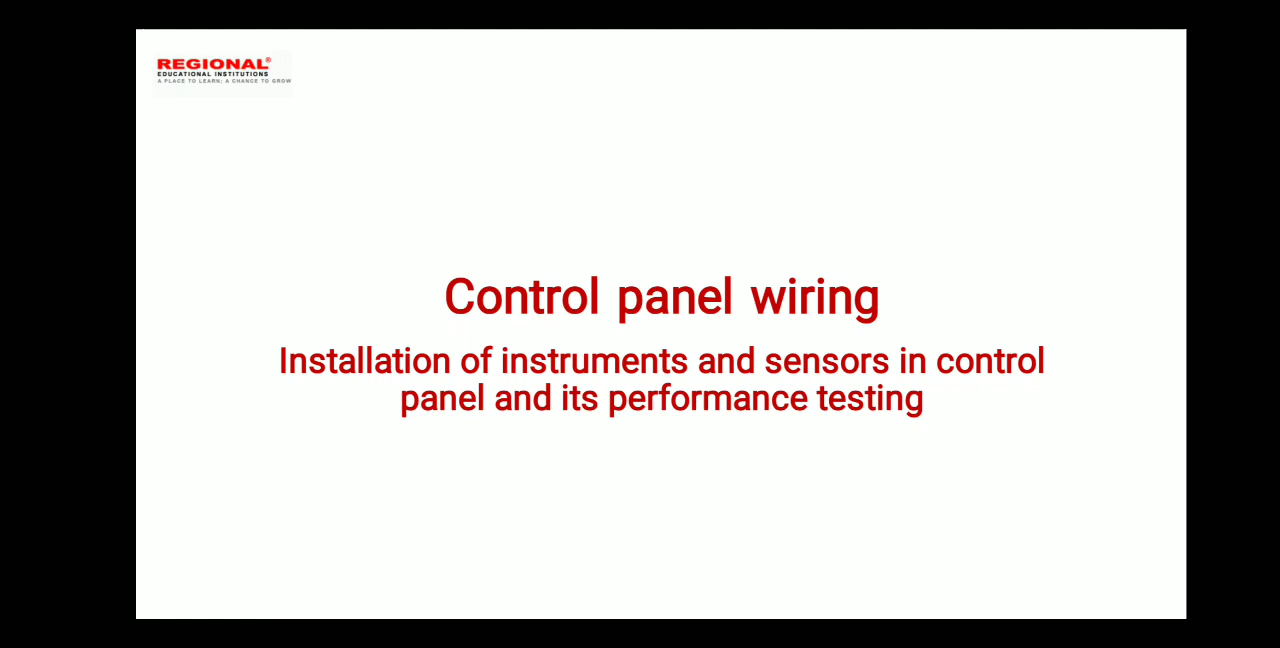 REGIONAL®
EDUCATIONAL INSTITUTIONS
A PLACE TO LEARN; A CHANCE TO GROW
Control panel wiring
Installation of instruments and sensors in control
panel and its performance testing